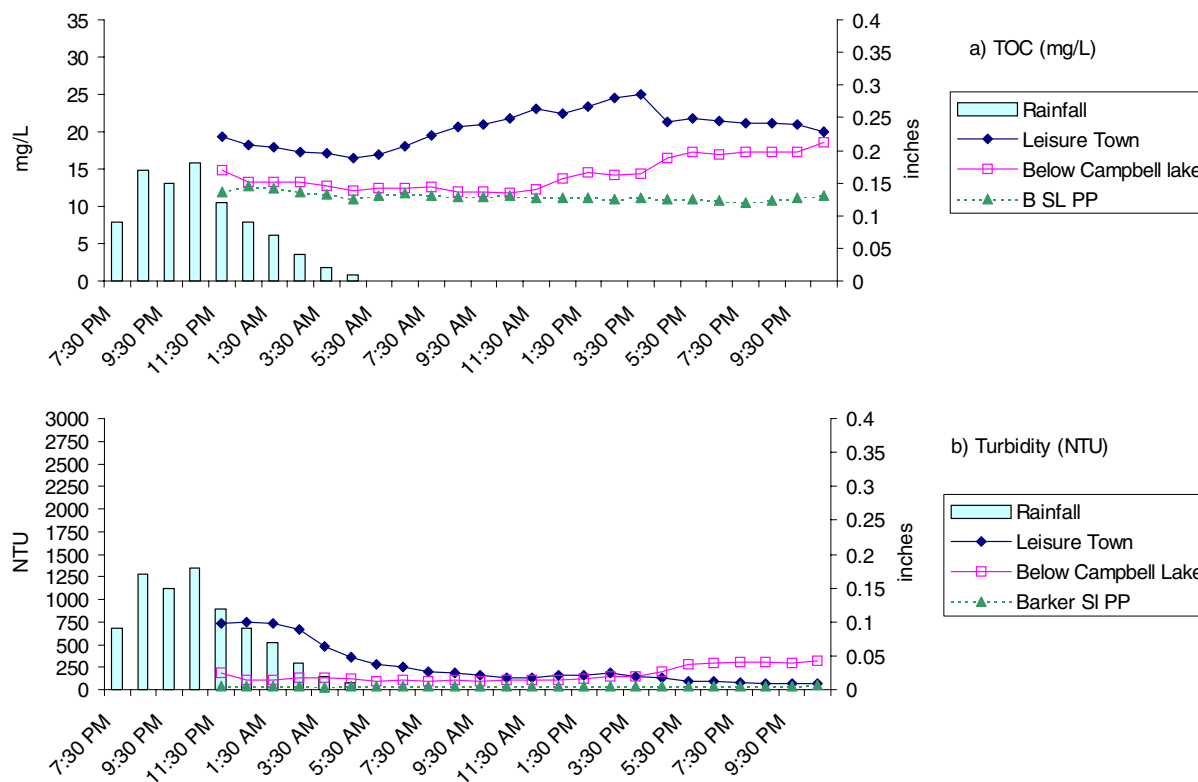 35
30
25
20
15
10
5
0
mg/L
0.4
0.35
0.3
0.25
0.2
0.15
0.1
0.05
0
inches
7:30 PM
9:30 PM
11:30 PM
1:30 AM
3:30 AM
5:30 AM
7:30 AM
9:30 AM
11:30 AM
1:30 PM
3:30 PM
5:30 PM
7:30 PM
9:30 PM
a) TOC (mg/L)
Rainfall
Leisure Town
Below Campbell lake
B SL PP
3000
2750
2500
2250
2000
1750
1500
1250
1000
750
500
250
0
NTU
0.4
0.35
0.3
0.25
0.2
0.15
0.1
0.05
0
inches
7:30 PM
9:30 PM
11:30 PM
1:30 AM
3:30 AM
5:30 AM
7:30 AM
9:30 AM
11:30 AM
1:30 PM
3:30 PM
5:30 PM
7:30 PM
9:30 PM
b) Turbidity (NTU)
Rainfall
Leisure Town
Below Campbell Lake
Barker Sl PP